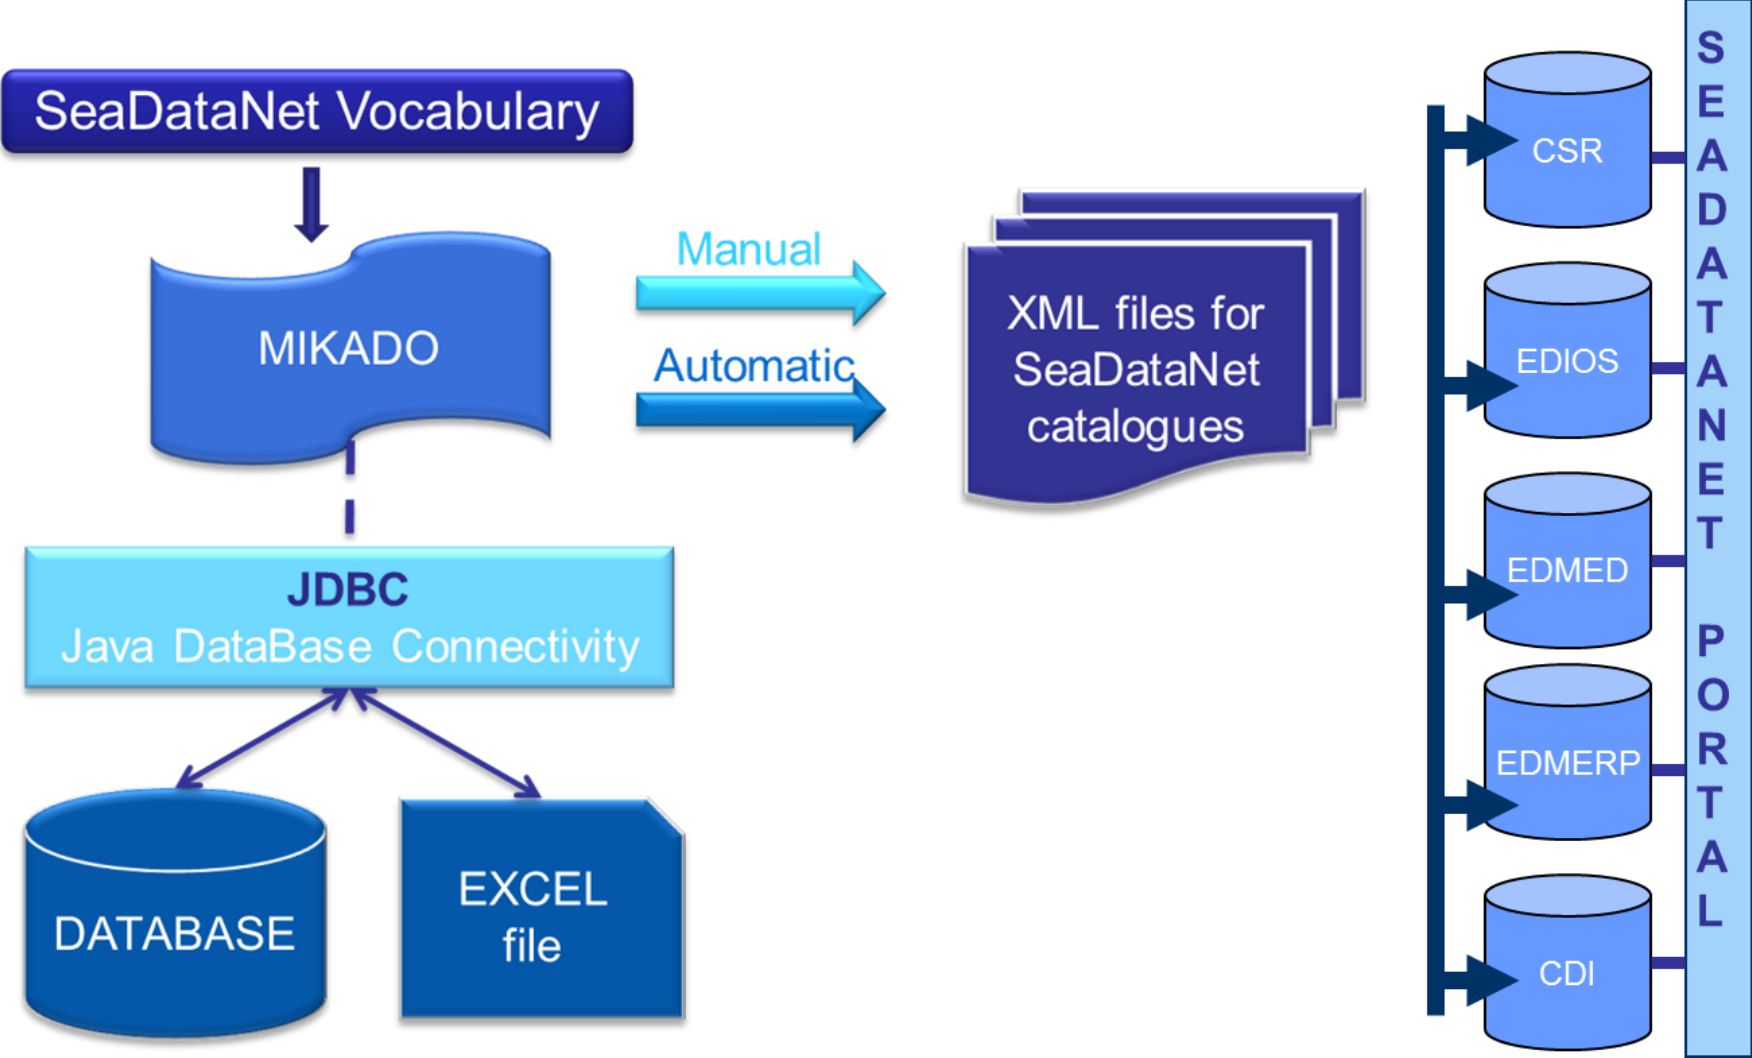 SeaDataNet Vocabulary
MIKADO
Manual
Automatic
XML files for
SeaDataNet
catalogues
JDBC
Java DataBase Connectivity
DATABASE
EXCEL
file
CSR
EDIOS
EDMED
EDMERP
CDI
SEADATANET PORTAL